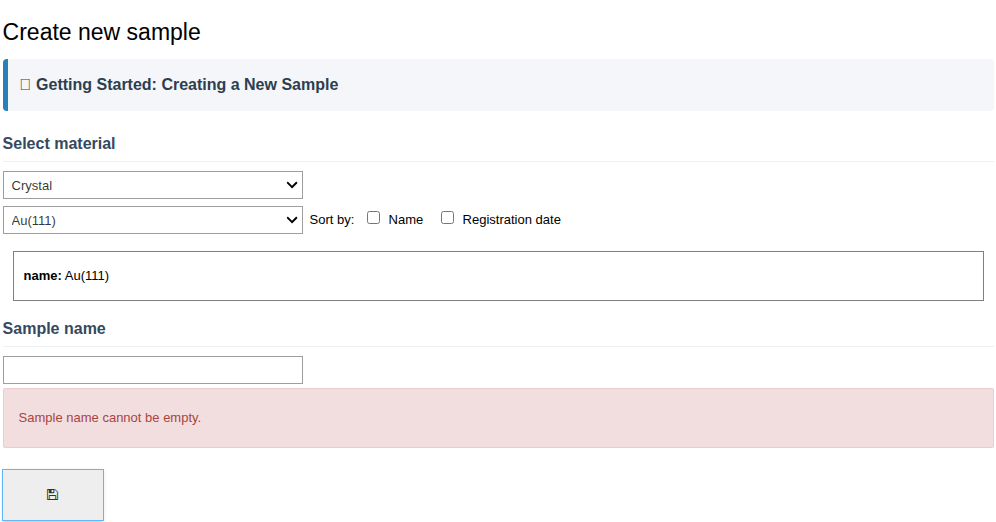 Create new sample
Getting Started: Creating a New Sample
Select material
Crystal
Au(111)
Sort by: Name Registration date
name: Au(111)
Sample name
Sample name cannot be empty.